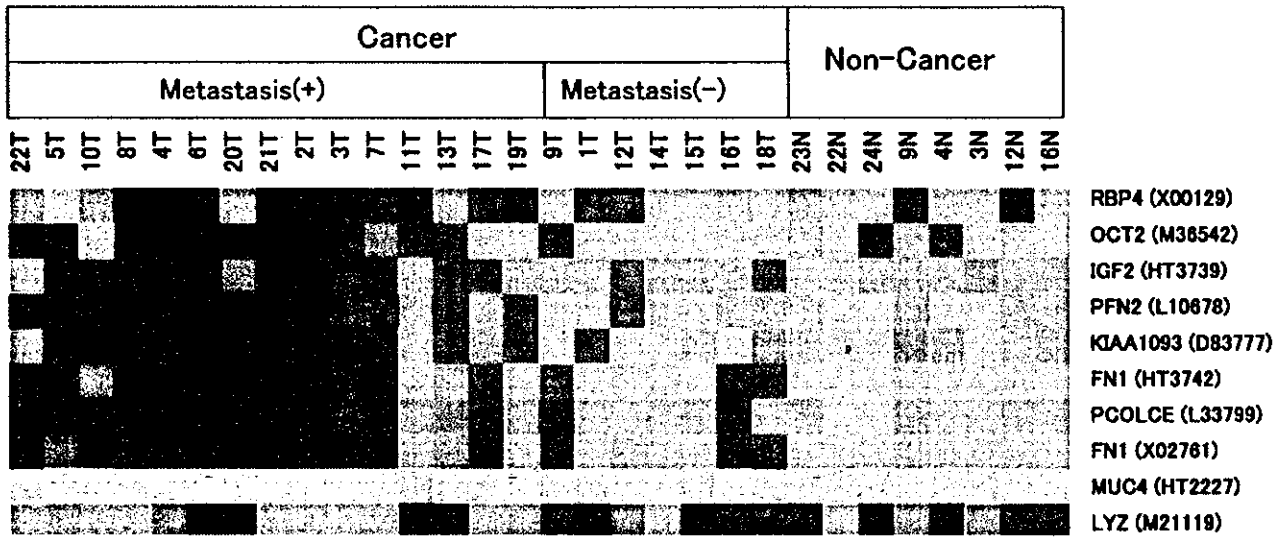 Cancer
Non-Cancer
Metastasis(+)
Metastasis(-)
22T 5T 10T 8T 4T 6T 20T 21T 2T 3T 7T 11T 13T 17T 19T 9T 1T 12T 14T 15T 16T 18T 23N 22N 24N 9N 4N 3N 12N 16N
RBP4 (X00129)
OCT2 (M36542)
IGF2 (HT3739)
PFN2 (L10678)
KIAA1093 (D83777)
FN1 (HT3742)
PCOLCE (L33799)
FN1 (X02761)
MUC4 (HT2227)
LYZ (M21119)